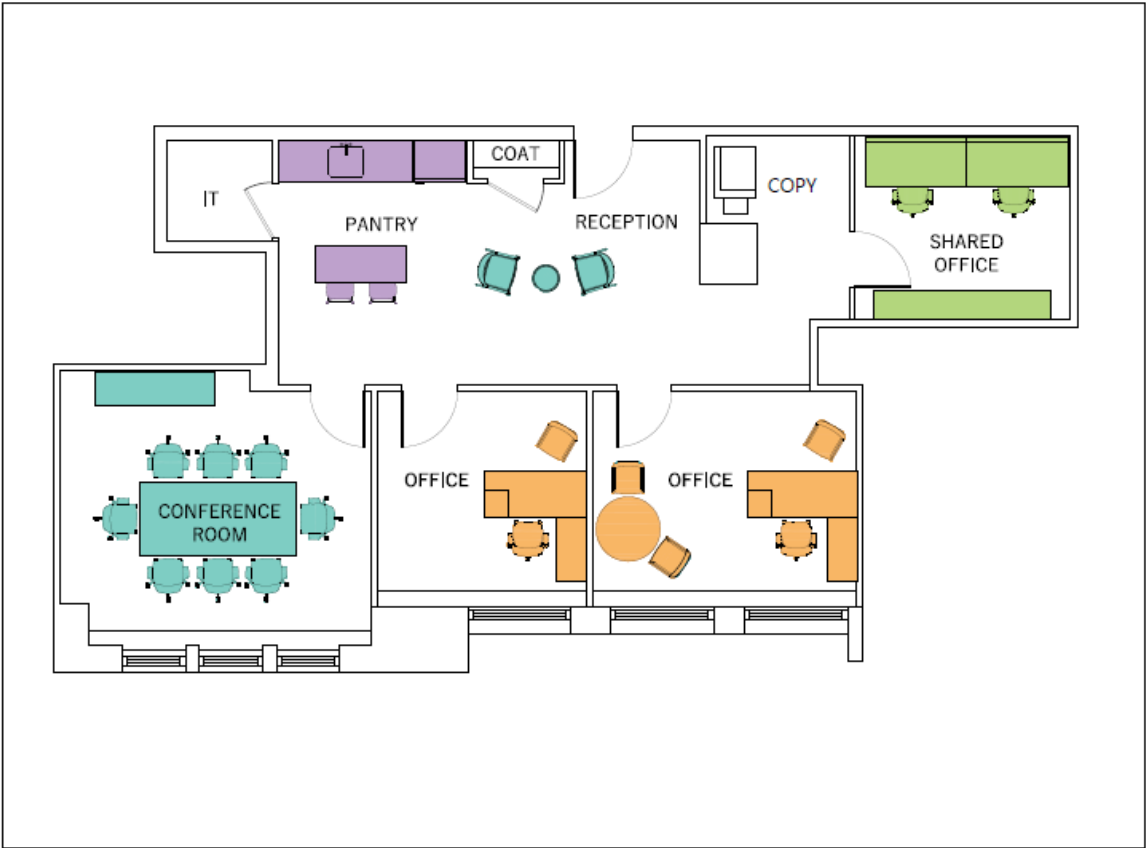 COAT
IT
COPY
PANTRY
RECEPTION
SHARED
OFFICE
OFFICE
OFFICE
CONFERENCE
ROOM